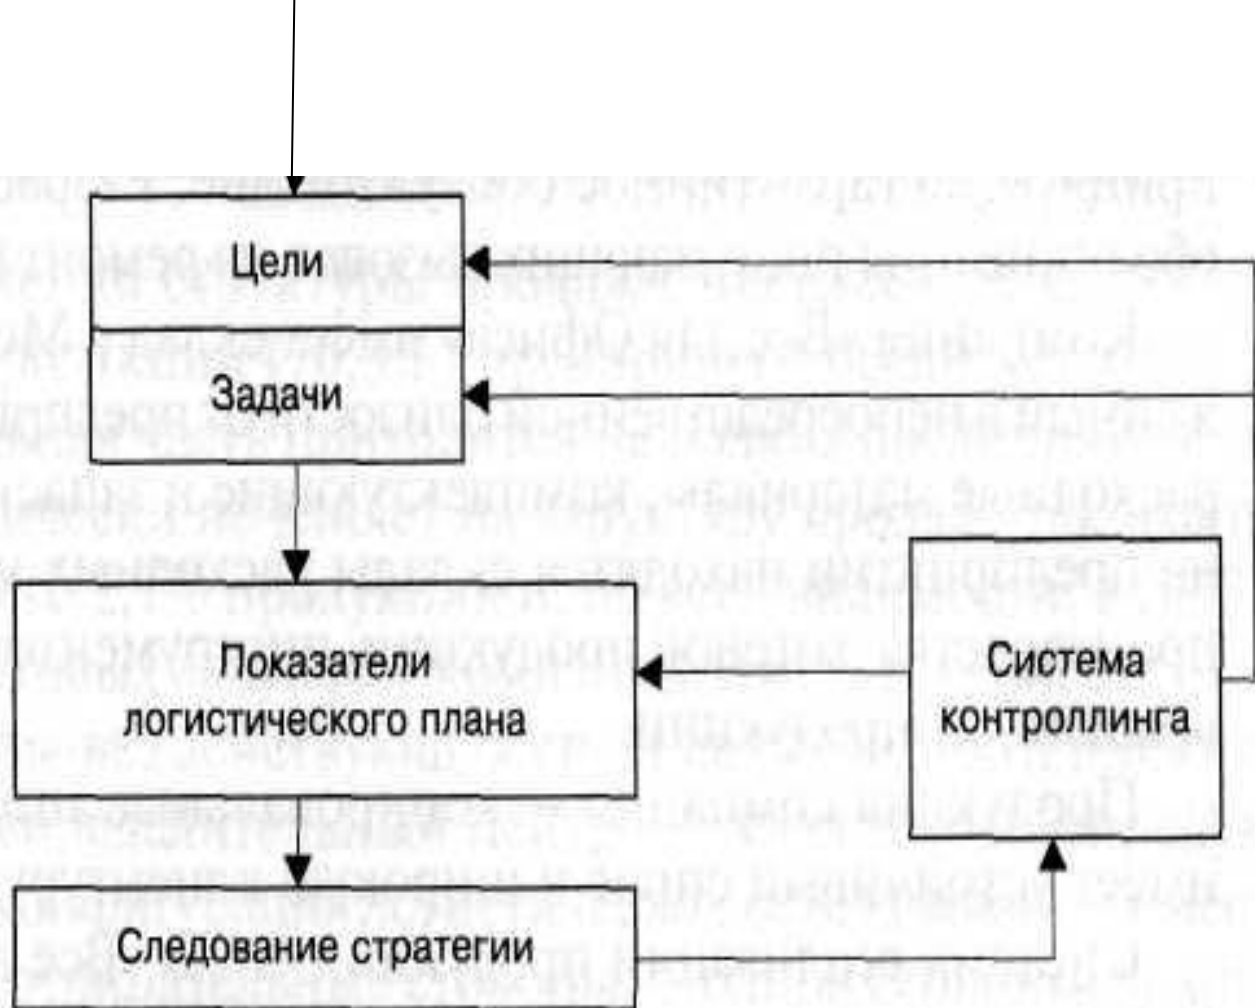 Цели
Задачи
Показатели
логистического плана
Система
контроллинга
Следование стратегии